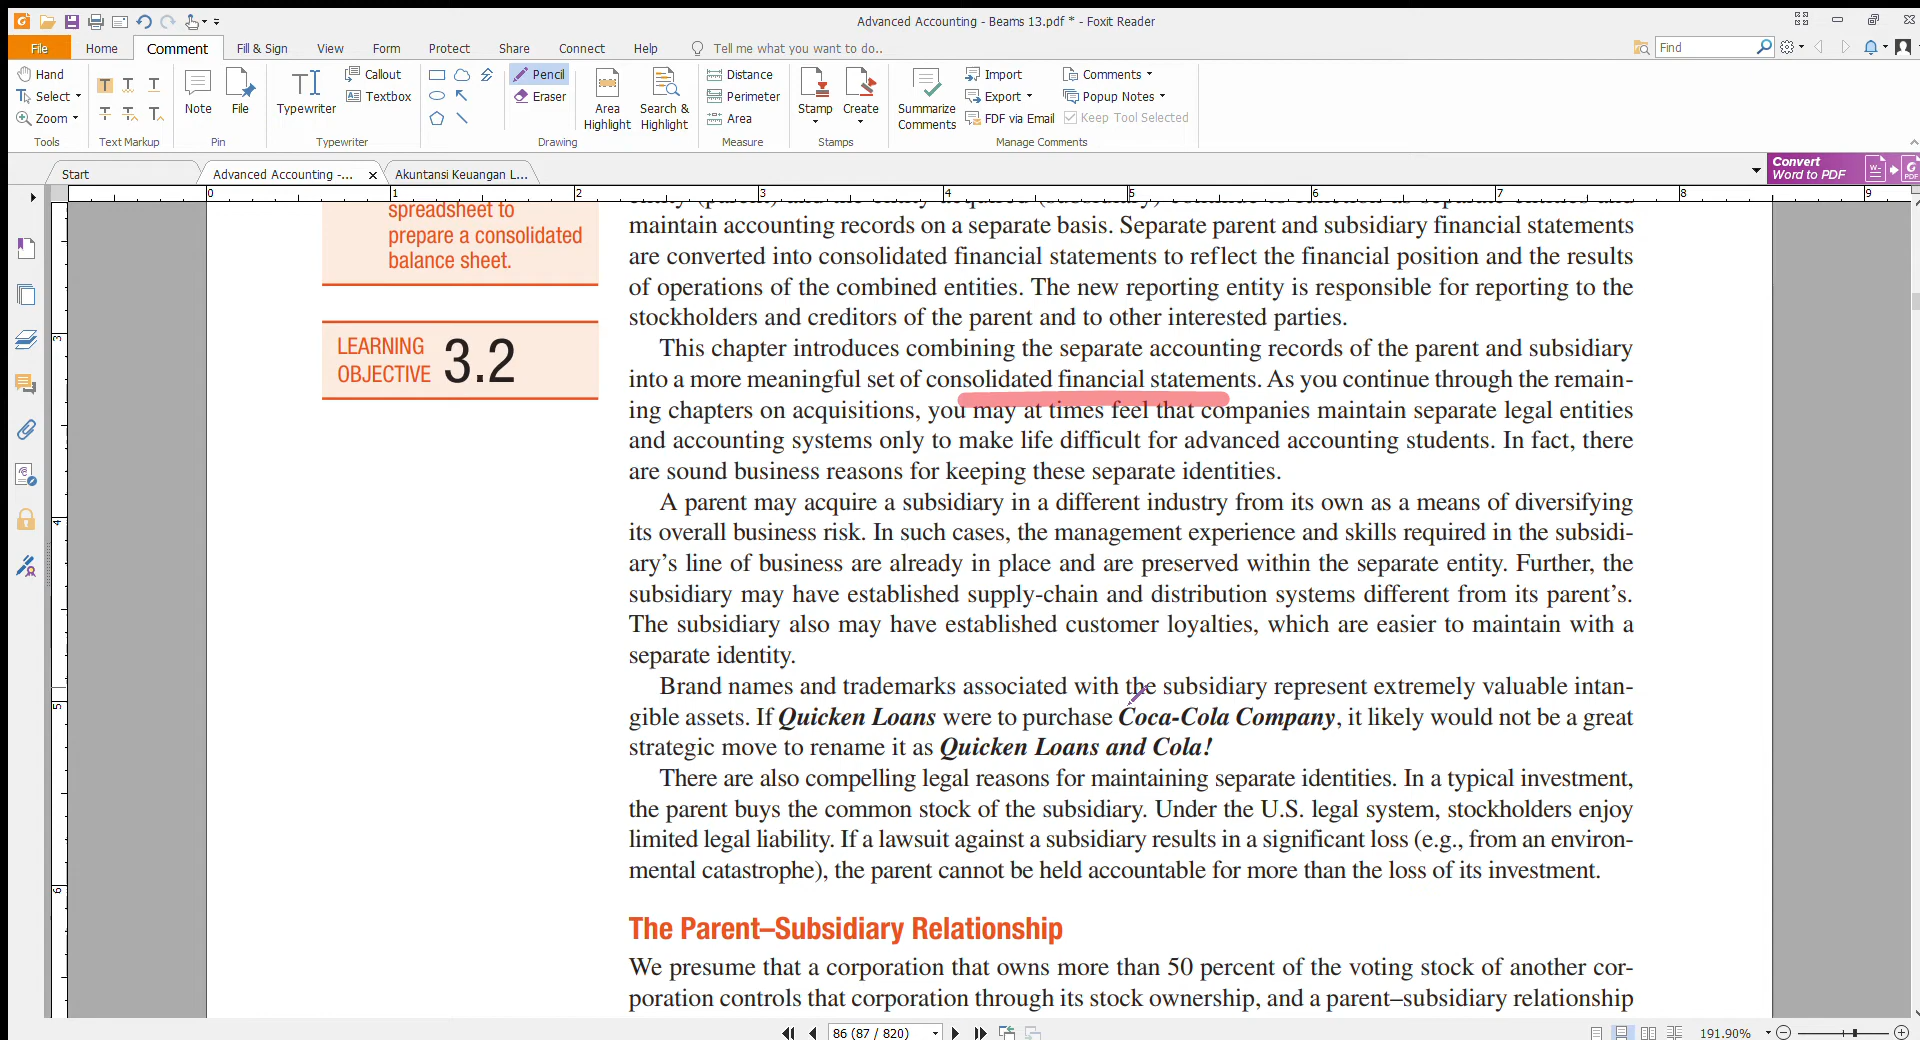 Advanced Accounting - Beams 13.pdf * - Foxit Reader
File Home Comment Fill & Sign View Form Protect Share Connect Help Tell me what you want to do.. Find
Hand
Select
Zoom
Tools
Text Markup
Note
File
Pin
Typewriter
Callout
Textbox
Typewriter
Pencil
Eraser
Drawing
Area
Highlight
Search &
Highlight
Distance
Perimeter
Area
Measure
Stamp
Create
Stamps
Summarize
Comments
Import
Export
FDF via Email
Comments
Popup Notes
Keep Tool Selected
Manage Comments
Start Advanced Accounting -... Akuntansi Keuangan L...
Convert
Word to PDF
0 1 2 3 4 5 6 7 8 9
3
4
5
6
spreadsheet to
prepare a consolidated
balance sheet.
LEARNING
OBJECTIVE 3.2
maintain accounting records on a separate basis. Separate parent and subsidiary financial statements
are converted into consolidated financial statements to reflect the financial position and the results
of operations of the combined entities. The new reporting entity is responsible for reporting to the
stockholders and creditors of the parent and to other interested parties.
This chapter introduces combining the separate accounting records of the parent and subsidiary
into a more meaningful set of consolidated financial statements. As you continue through the remain-
ing chapters on acquisitions, you may at times feel that companies maintain separate legal entities
and accounting systems only to make life difficult for advanced accounting students. In fact, there
are sound business reasons for keeping these separate identities.
A parent may acquire a subsidiary in a different industry from its own as a means of diversifying
its overall business risk. In such cases, the management experience and skills required in the subsidi-
ary's line of business are already in place and are preserved within the separate entity. Further, the
subsidiary may have established supply-chain and distribution systems different from its parent's.
The subsidiary also may have established customer loyalties, which are easier to maintain with a
separate identity.
Brand names and trademarks associated with the subsidiary represent extremely valuable intan-
gible assets. If Quicken Loans were to purchase Coca-Cola Company, it likely would not be a great
strategic move to rename it as Quicken Loans and Cola!
There are also compelling legal reasons for maintaining separate identities. In a typical investment,
the parent buys the common stock of the subsidiary. Under the U.S. legal system, stockholders enjoy
limited legal liability. If a lawsuit against a subsidiary results in a significant loss (e.g., from an environ-
mental catastrophe), the parent cannot be held accountable for more than the loss of its investment.
The Parent–Subsidiary Relationship
We presume that a corporation that owns more than 50 percent of the voting stock of another cor-
poration controls that corporation through its stock ownership, and a parent–subsidiary relationship
86 (87 / 820)
191.90%